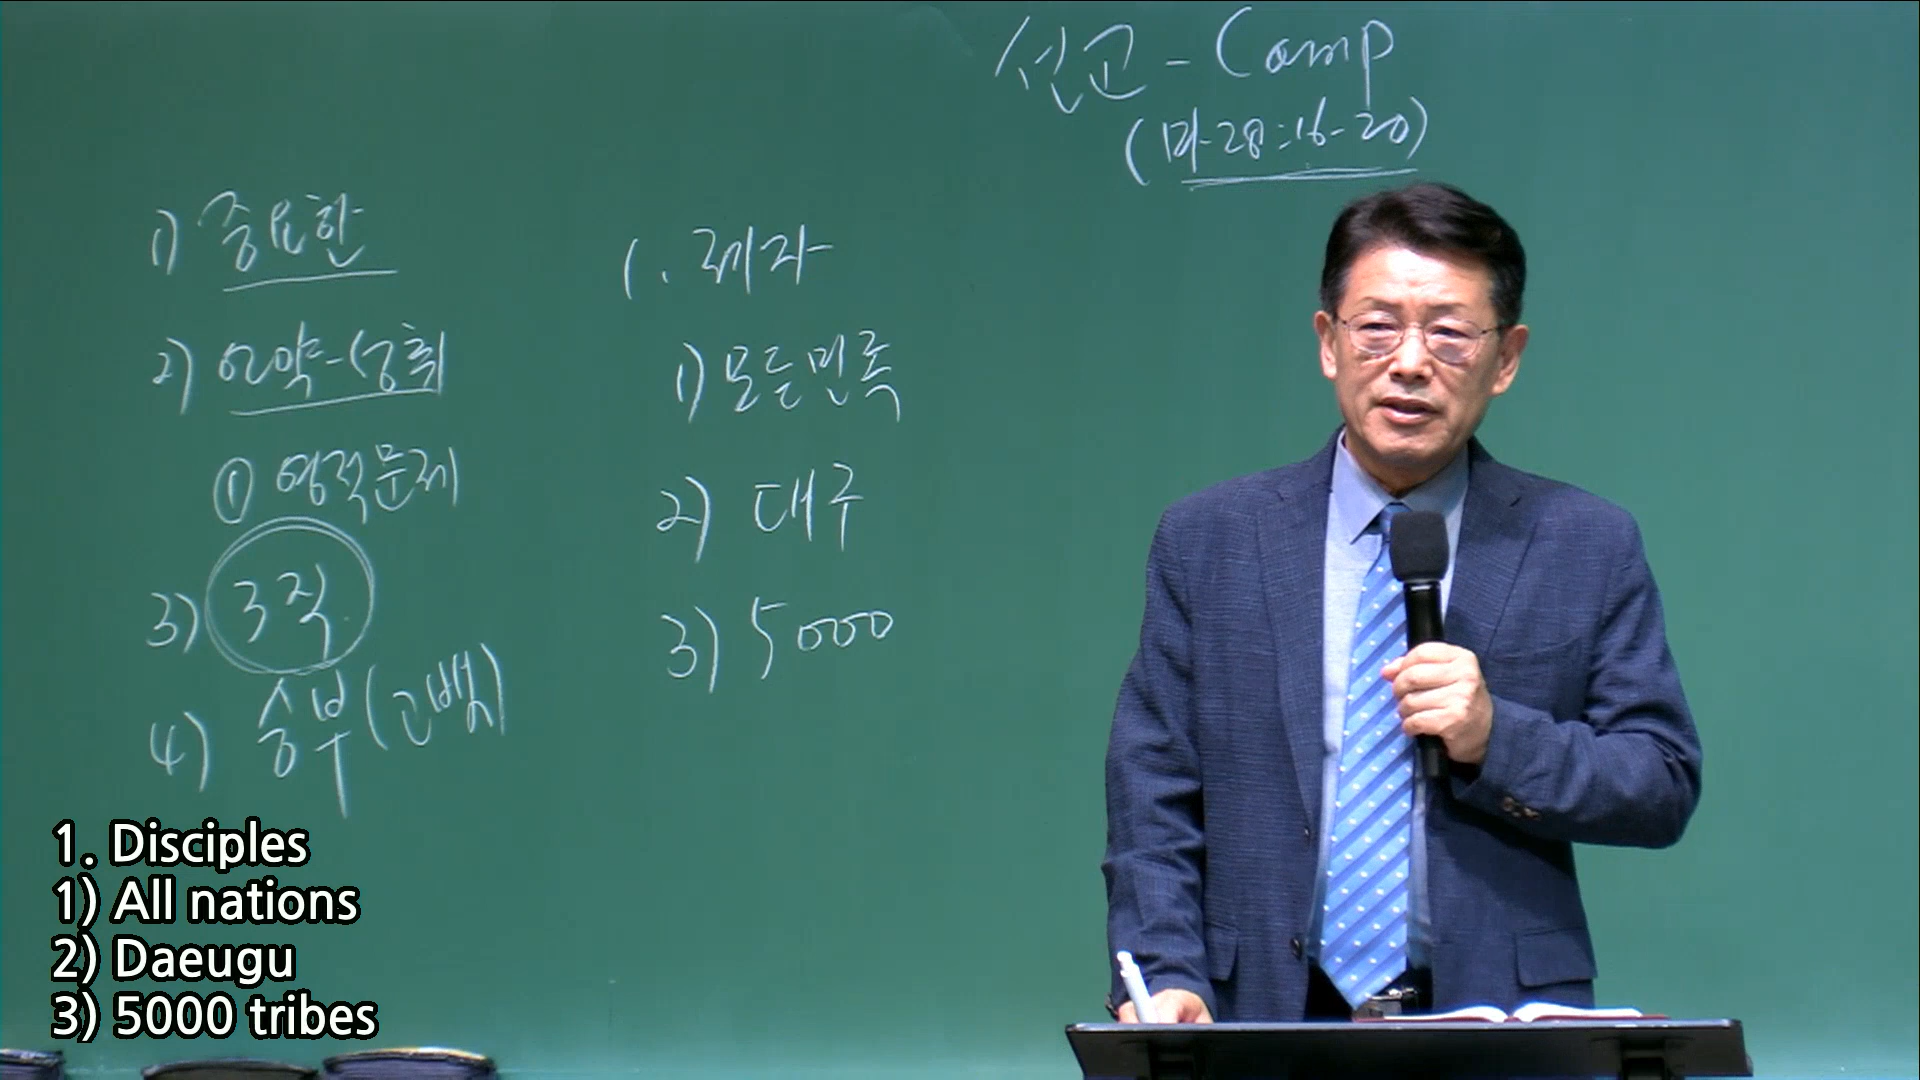 선교 - Camp
(마 28:16-20)
1) 중요한
2) 언약-성취
① 영적문제
3) 3직
4) 승부(고백)
1. 제자
1) 모든민족
2) 대구
3) 5000
1. Disciples
1) All nations
2) Daeugu
3) 5000 tribes